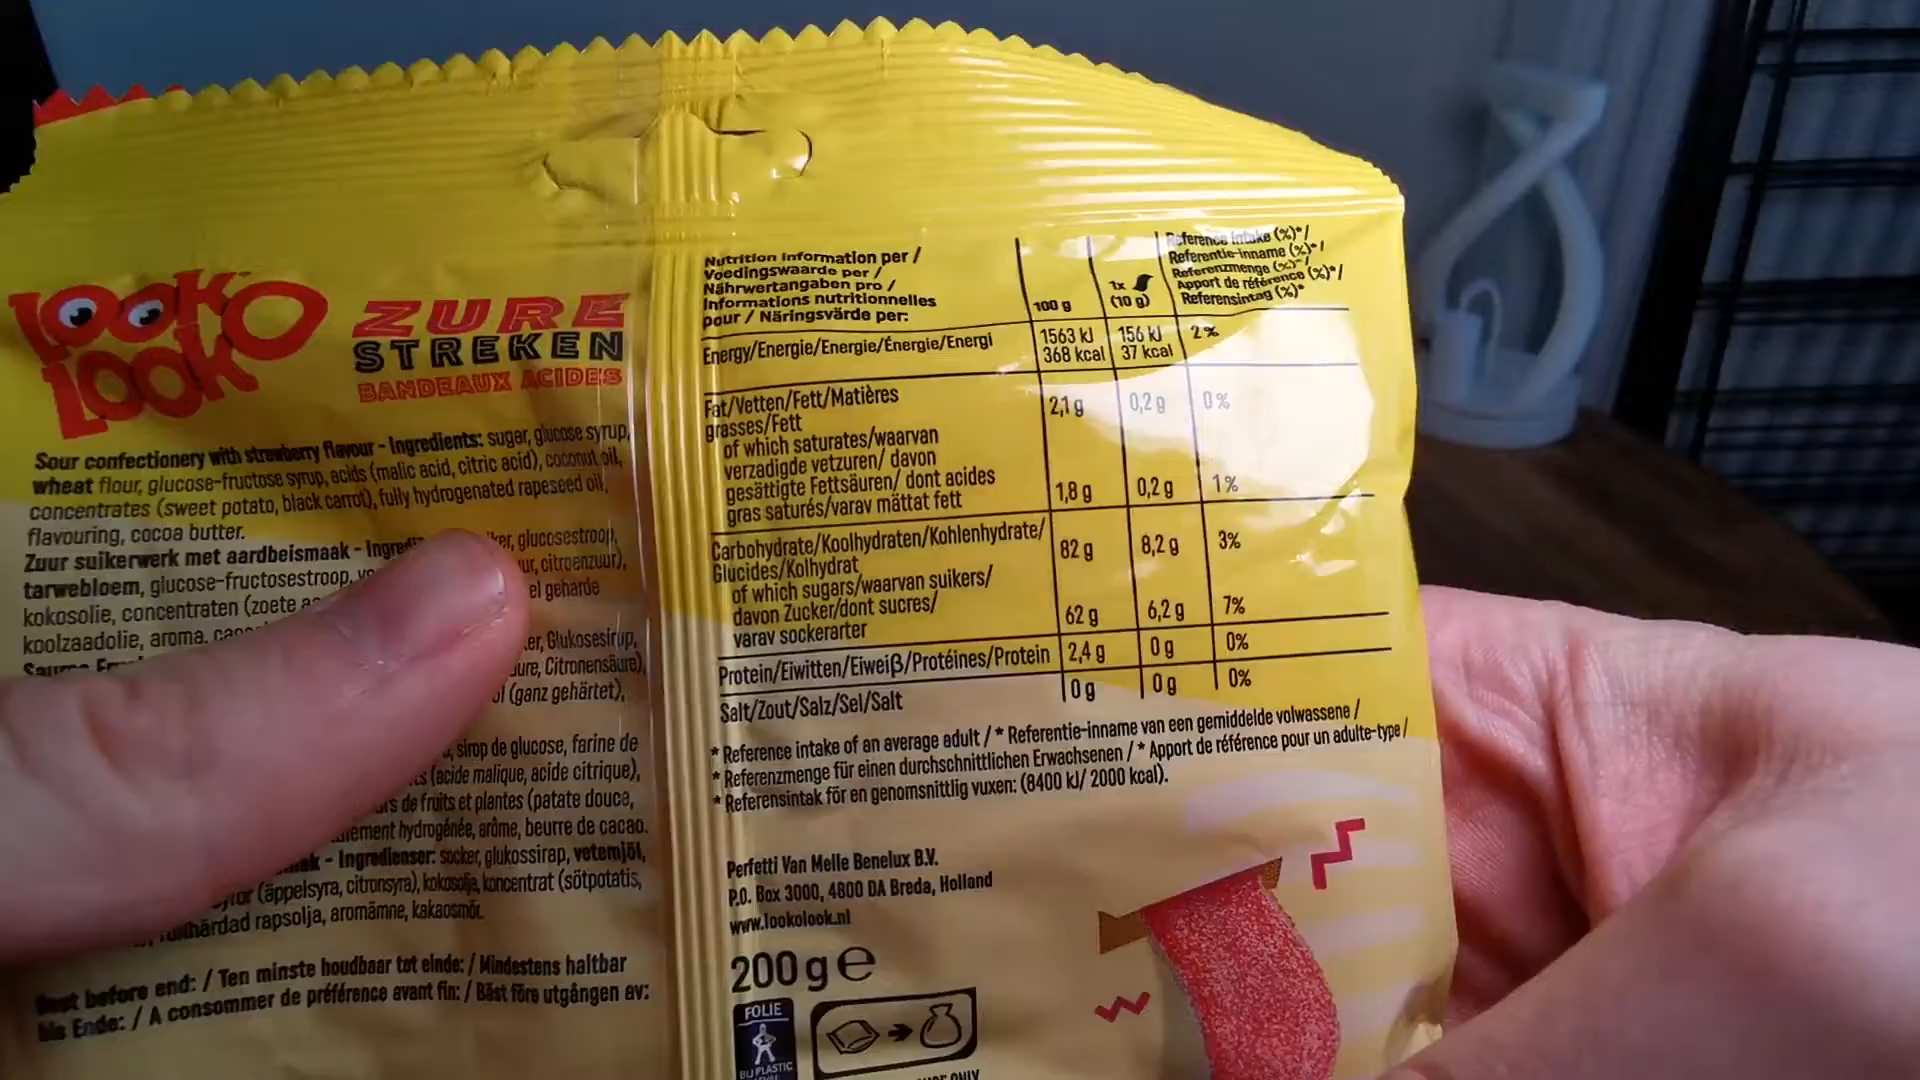 LOOK O LOOK
ZURE
STREKEN
BANDEAUX ACIDES
Sour confectionery with strawberry flavour - Ingredients: sugar, glucose syrup,
wheat flour, glucose-fructose syrup, acids (malic acid, citric acid), coconut oil,
concentrates (sweet potato, black carrot), fully hydrogenated rapeseed oil,
flavouring, cocoa butter.
Zuur suikerwerk met aardbeismaak - glucosestroop,
tarwebloem, glucose-fructosestroop, citroenzuur),
kokosolie, concentraten (zoete geharde
koolzaadolie, aroma,
Glukosesirup,
Citronensäure),
(ganz gehärtet),
sirop de glucose, farine de
(acide malique, acide citrique),
de fruits et plantes (patate douce,
hydrogénée, arôme, beurre de cacao.
- Ingredienser: socker, glukossirap, vetemjöl,
(äppelsyra, citronsyra), kokosolja, koncentrat (sötpotatis,
rapsolja, aromämne, kakaosmör.
Best before end: / Ten minste houdbaar tot einde: / Mindestens haltbar
bis Ende: / A consommer de préférence avant fin: / Bäst före utgången av:
Nutrition information per /
Voedingswaarde per /
Nährwertangaben pro /
Informations nutritionnelles
pour / Näringsvärde per:
100 g
1x
(10 g)
Reference intake (%)* /
Referentie-inname (%)* /
Referenzmenge (%)* /
Apport de référence (%)* /
Referensintag (%)*
Energy/Energie/Energie/Énergie/Energi 1563 kJ 156 kJ 2%
368 kcal 37 kcal
Fat/Vetten/Fett/Matières 2,1 g 0,2 g 0%
grasses/Fett
of which saturates/waarvan
verzadigde vetzuren/ davon
gesättigte Fettsäuren/ dont acides 1,8 g 0,2 g 1%
gras saturés/varav mättat fett
Carbohydrate/Koolhydraten/Kohlenhydrate/ 82 g 8,2 g 3%
Glucides/Kolhydrat
of which sugars/waarvan suikers/
davon Zucker/dont sucres/ 62 g 6,2 g 7%
varav sockerarter
Protein/Eiwitten/Eiweiß/Protéines/Protein 2,4 g 0 g 0%
Salt/Zout/Salz/Sel/Salt 0 g 0 g 0%
* Reference intake of an average adult / * Referentie-inname van een gemiddelde volwassene /
* Referenzmenge für einen durchschnittlichen Erwachsenen / * Apport de référence pour un adulte-type /
* Referensintak för en genomsnittlig vuxen: (8400 kJ/ 2000 kcal).
Perfetti Van Melle Benelux B.V.
P.O. Box 3000, 4800 DA Breda, Holland
www.lookolook.nl
200 g e
FOLIE
BIJ PLASTIC
ONLY